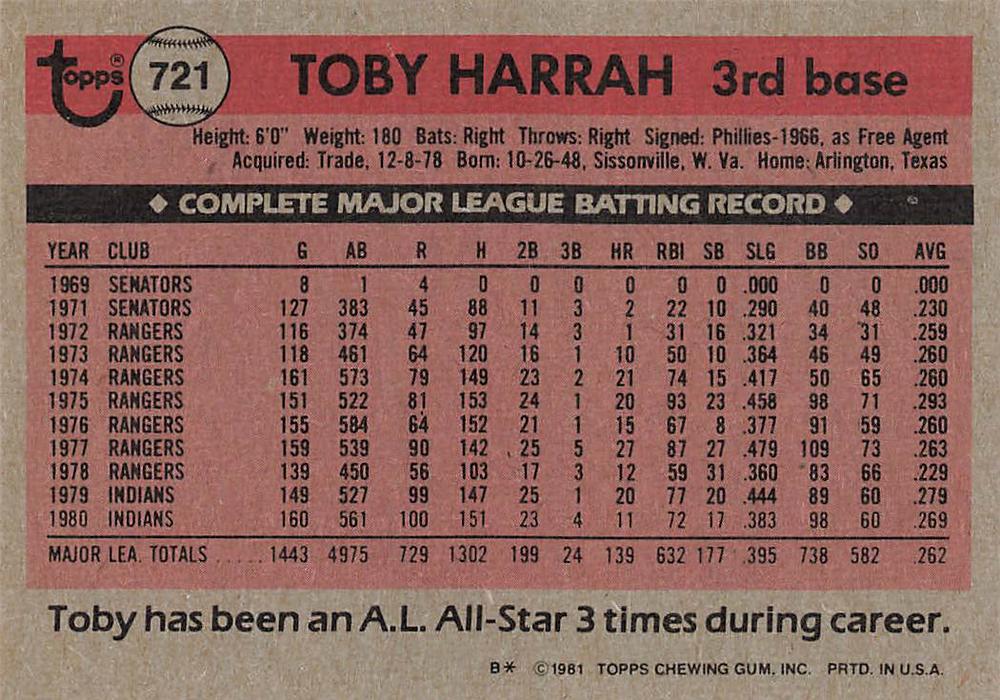 topps® 721 TOBY HARRAH 3rd base
Height: 6'0" Weight: 180 Bats: Right Throws: Right Signed: Phillies-1966, as Free Agent
Acquired: Trade, 12-8-78 Born: 10-26-48, Sissonville, W. Va. Home: Arlington, Texas
◆ COMPLETE MAJOR LEAGUE BATTING RECORD ◆
YEAR CLUB G AB R H 2B 3B HR RBI SB SLG BB SO AVG
1969 SENATORS 8 1 4 0 0 0 0 0 0 .000 0 0 .000
1971 SENATORS 127 383 45 88 11 3 2 22 10 .290 40 48 .230
1972 RANGERS 116 374 47 97 14 3 1 31 16 .321 34 31 .259
1973 RANGERS 118 461 64 120 16 1 10 50 10 .364 46 49 .260
1974 RANGERS 161 573 79 149 23 2 21 74 15 .417 50 65 .260
1975 RANGERS 151 522 81 153 24 1 20 93 23 .458 98 71 .293
1976 RANGERS 155 584 64 152 21 1 15 67 8 .377 91 59 .260
1977 RANGERS 159 539 90 142 25 5 27 87 27 .479 109 73 .263
1978 RANGERS 139 450 56 103 17 3 12 59 31 .360 83 66 .229
1979 INDIANS 149 527 99 147 25 1 20 77 20 .444 89 60 .279
1980 INDIANS 160 561 100 151 23 4 11 72 17 .383 98 60 .269
MAJOR LEA. TOTALS ..... 1443 4975 729 1302 199 24 139 632 177 .395 738 582 .262
Toby has been an A.L. All-Star 3 times during career.
B* ©1981 TOPPS CHEWING GUM, INC. PRTD. IN U.S.A.